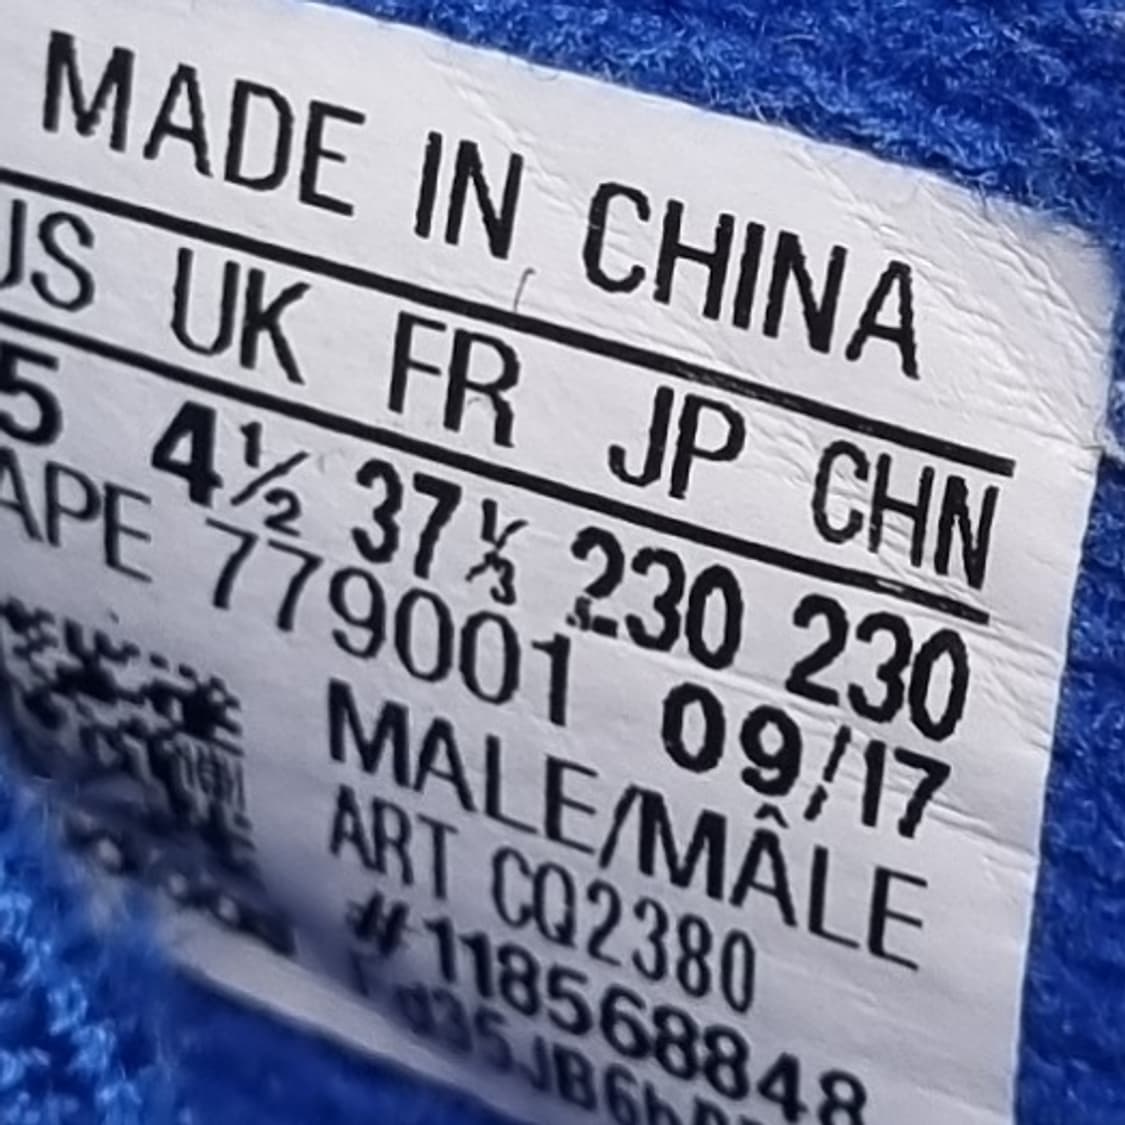 MADE IN CHINA
US UK FR JP CHN
5 4½ 37⅓ 230 230
APE 779001 09/17
MALE/MÂLE
ART CQ2380
#118568848